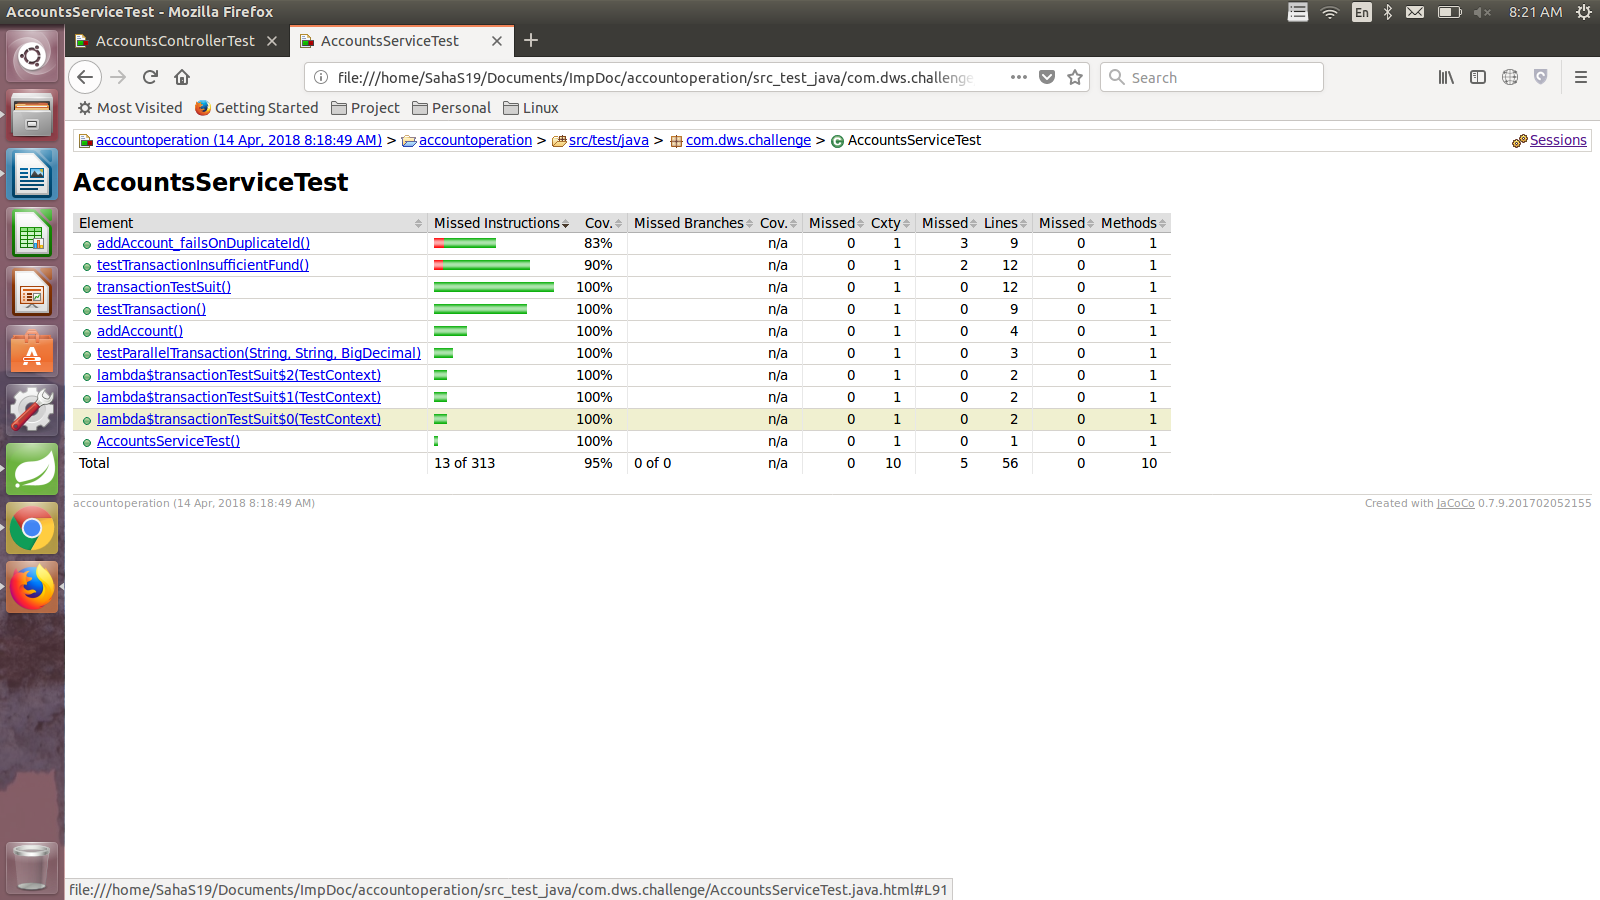 AccountsServiceTest - Mozilla Firefox
En
8:21 AM
AccountsControllerTest
AccountsServiceTest
file:///home/SahaS19/Documents/ImpDoc/accountoperation/src_test_java/com.dws.challenge
Search
Most Visited
Getting Started
Project
Personal
Linux
accountoperation (14 Apr, 2018 8:18:49 AM) > accountoperation > src/test/java > com.dws.challenge > AccountsServiceTest
Sessions
AccountsServiceTest
Element Missed Instructions Cov. Missed Branches Cov. Missed Cxty Missed Lines Missed Methods
addAccount_failsOnDuplicateId() 83% n/a 0 1 3 9 0 1
testTransactionInsufficientFund() 90% n/a 0 1 2 12 0 1
transactionTestSuit() 100% n/a 0 1 0 12 0 1
testTransaction() 100% n/a 0 1 0 9 0 1
addAccount() 100% n/a 0 1 0 4 0 1
testParallelTransaction(String, String, BigDecimal) 100% n/a 0 1 0 3 0 1
lambda$transactionTestSuit$2(TestContext) 100% n/a 0 1 0 2 0 1
lambda$transactionTestSuit$1(TestContext) 100% n/a 0 1 0 2 0 1
lambda$transactionTestSuit$0(TestContext) 100% n/a 0 1 0 2 0 1
AccountsServiceTest() 100% n/a 0 1 0 1 0 1
Total 13 of 313 95% 0 of 0 n/a 0 10 5 56 0 10
accountoperation (14 Apr, 2018 8:18:49 AM)
Created with JaCoCo 0.7.9.201702052155
file:///home/SahaS19/Documents/ImpDoc/accountoperation/src_test_java/com.dws.challenge/AccountsServiceTest.java.html#L91